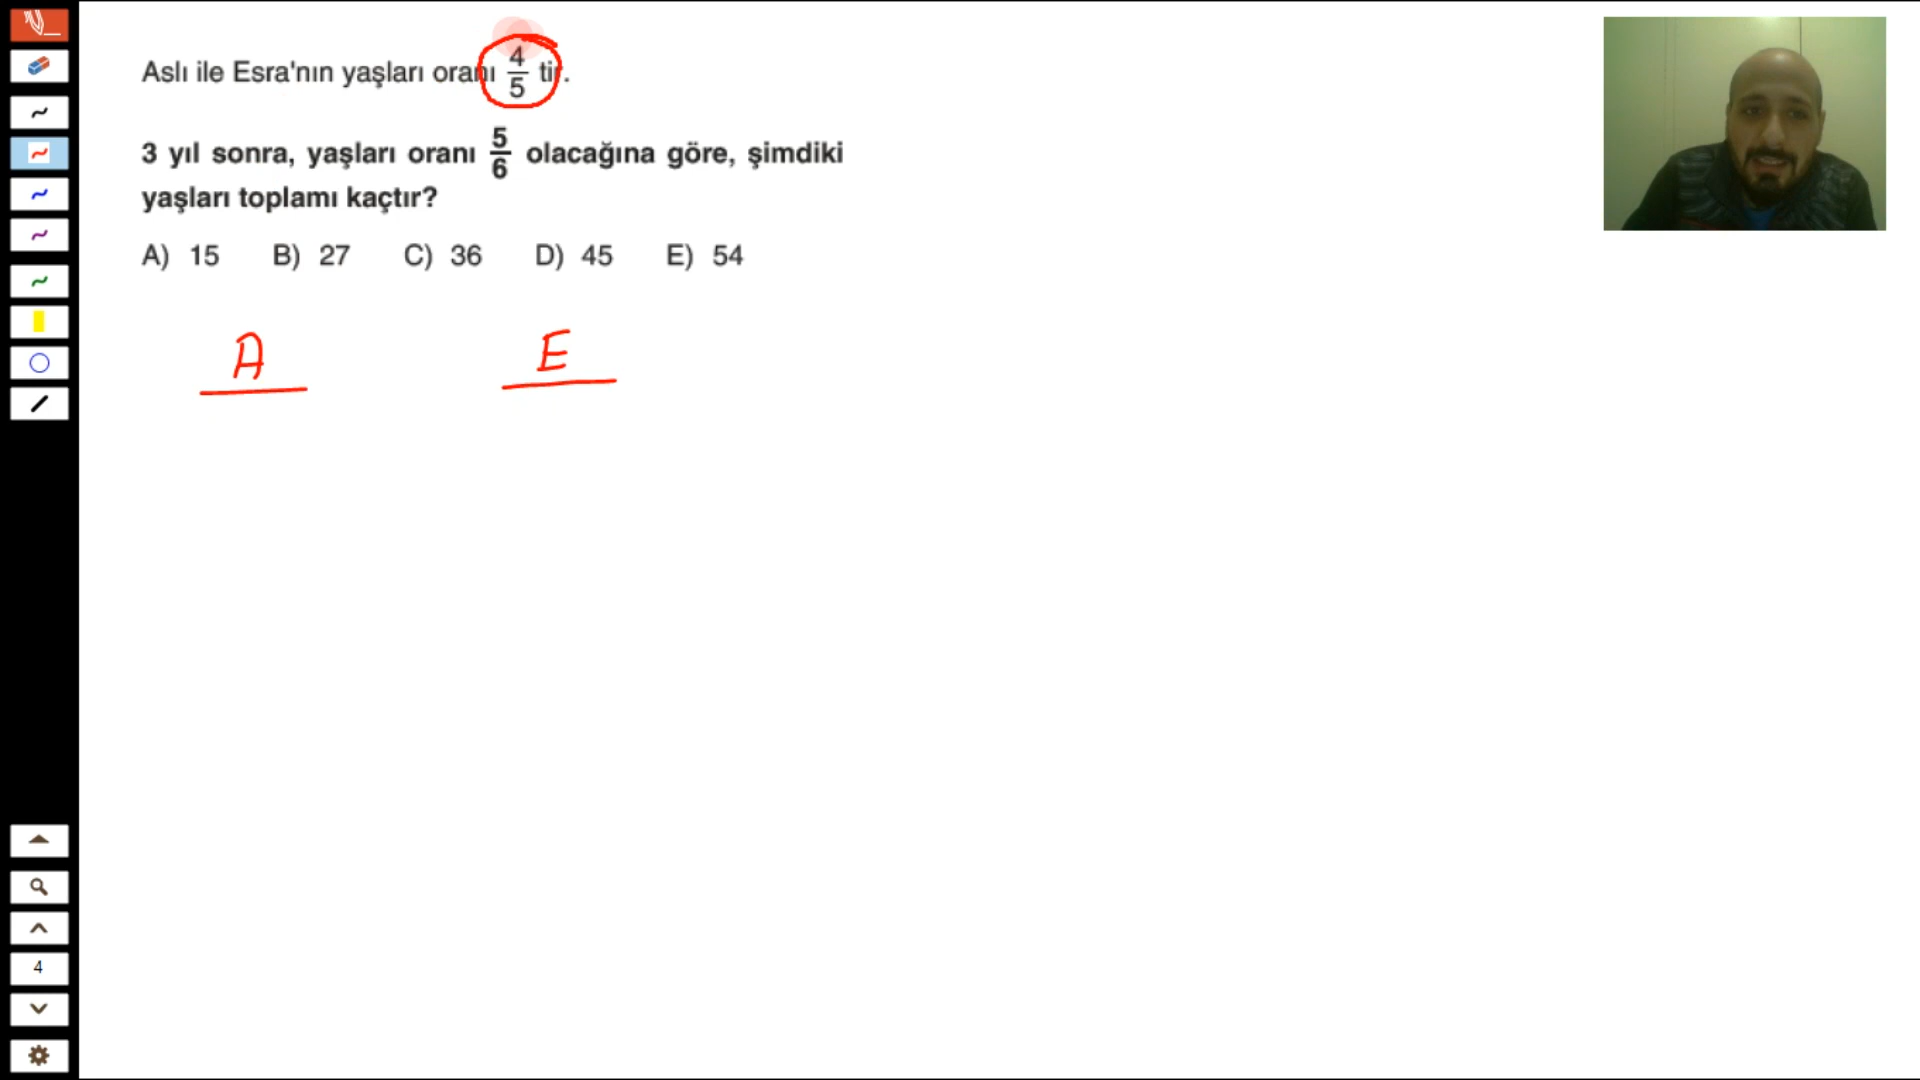 Aslı ile Esra'nın yaşları oranı 4/5 tir.
3 yıl sonra, yaşları oranı 5/6 olacağına göre, şimdiki
yaşları toplamı kaçtır?
A) 15 B) 27 C) 36 D) 45 E) 54
A E
4